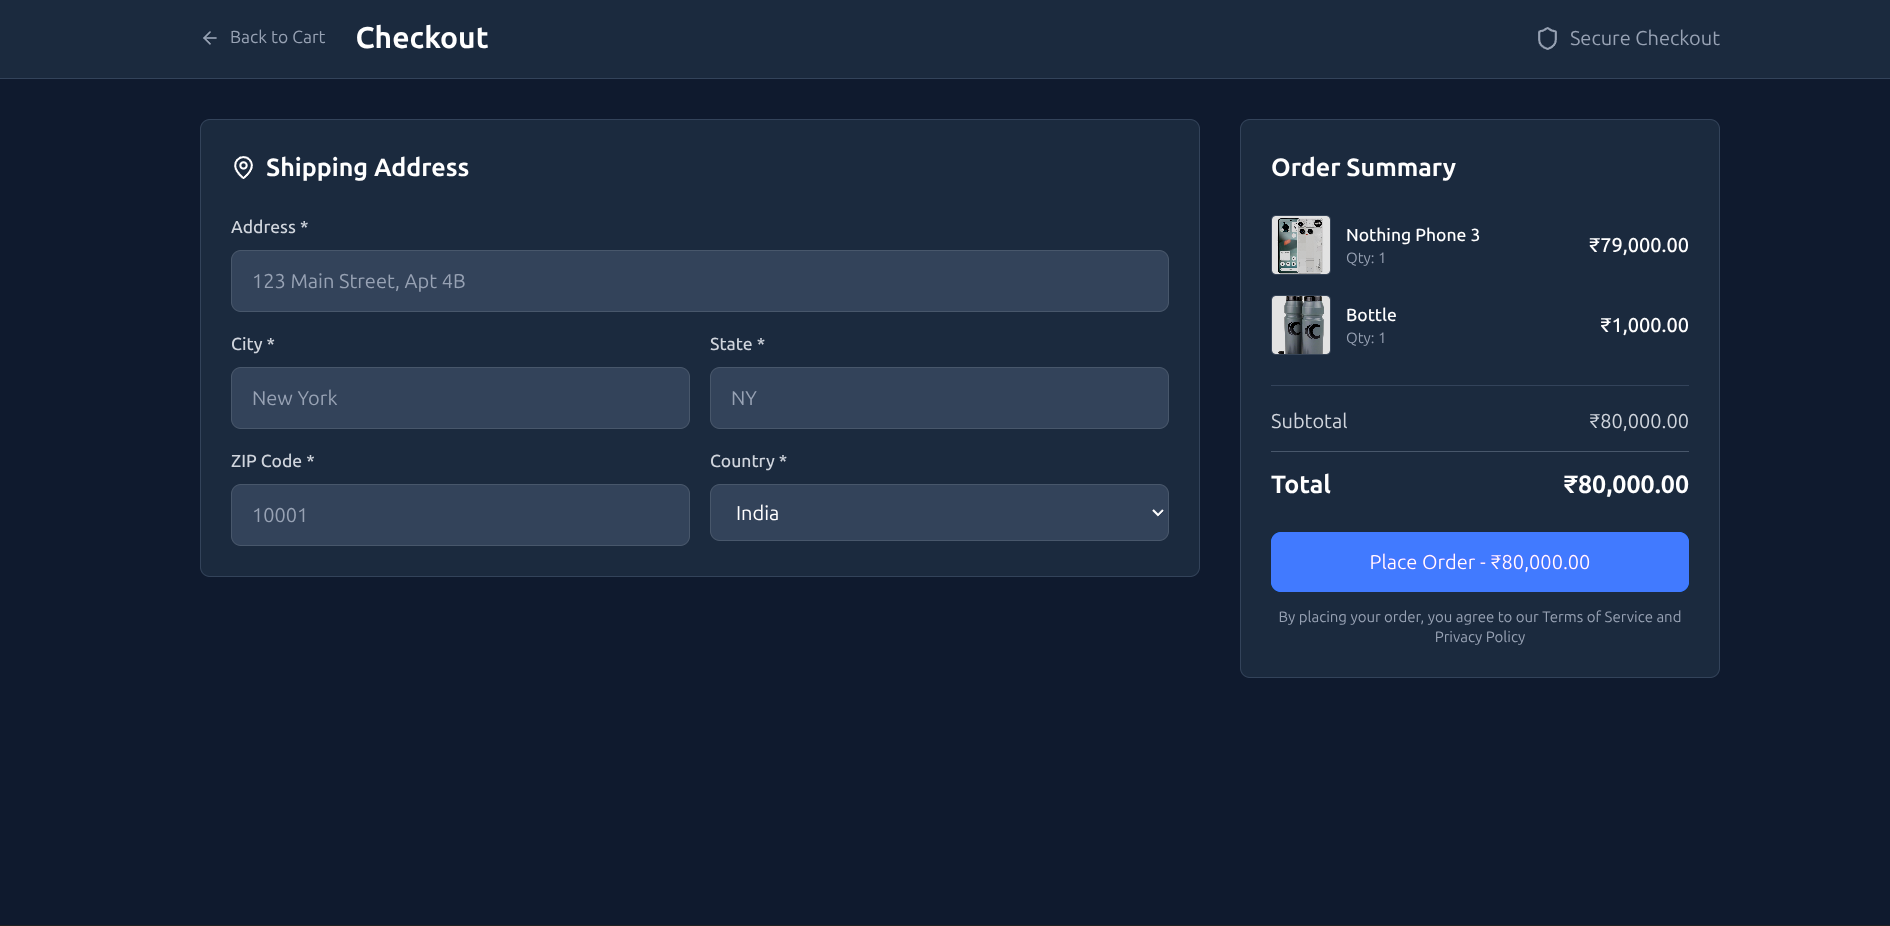 Back to Cart
Checkout
Secure Checkout
Shipping Address
Address *
123 Main Street, Apt 4B
City *
State *
New York
NY
ZIP Code *
Country *
10001
India
Order Summary
Nothing Phone 3
Qty: 1
₹79,000.00
Bottle
Qty: 1
₹1,000.00
Subtotal
₹80,000.00
Total
₹80,000.00
Place Order - ₹80,000.00
By placing your order, you agree to our Terms of Service and
Privacy Policy